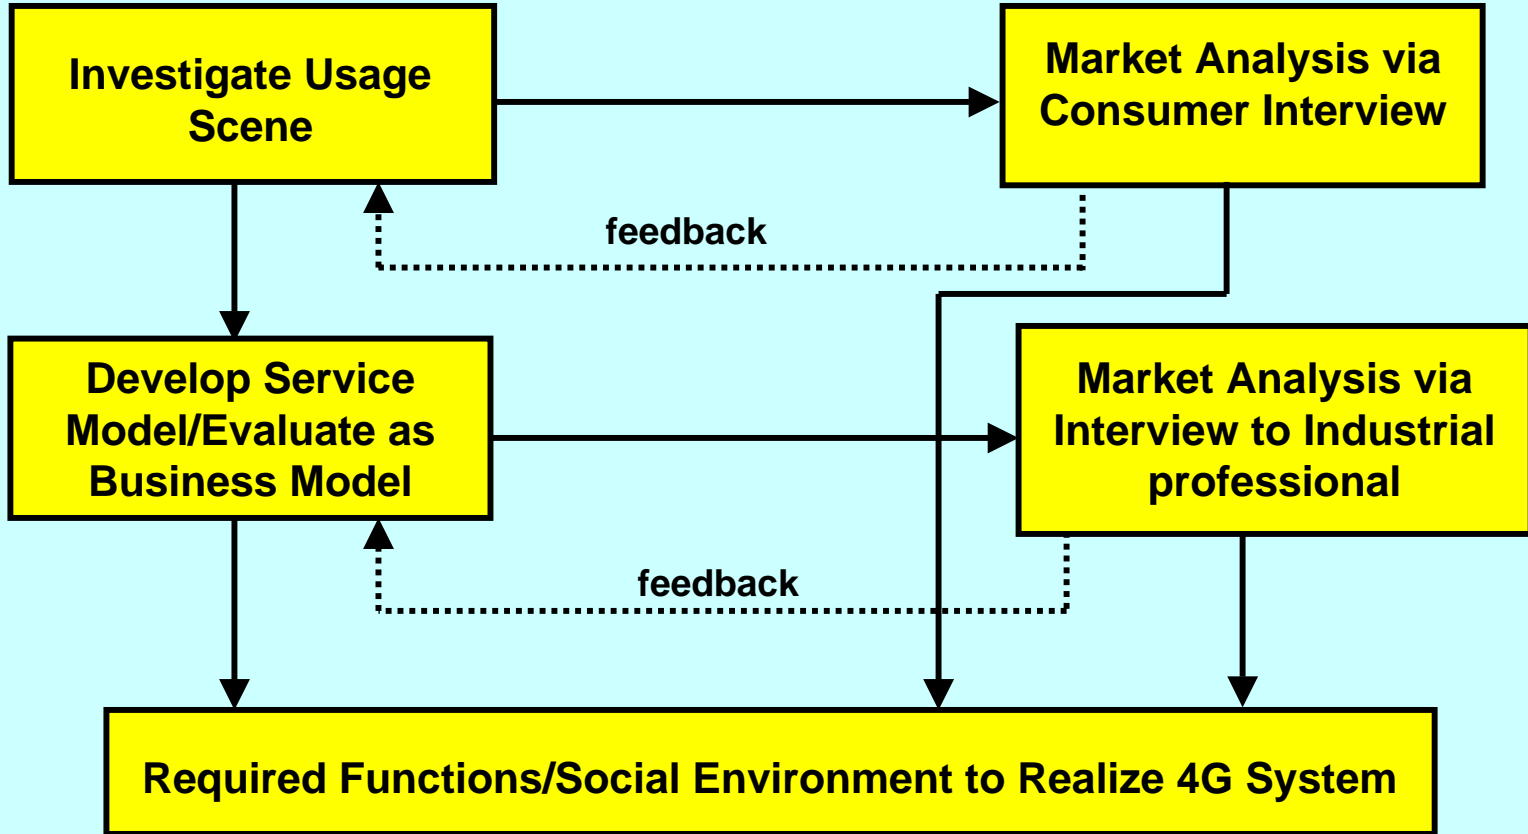 Investigate Usage
Scene
Market Analysis via
Consumer Interview
feedback
Develop Service
Model/Evaluate as
Business Model
Market Analysis via
Interview to Industrial
professional
feedback
Required Functions/Social Environment to Realize 4G System